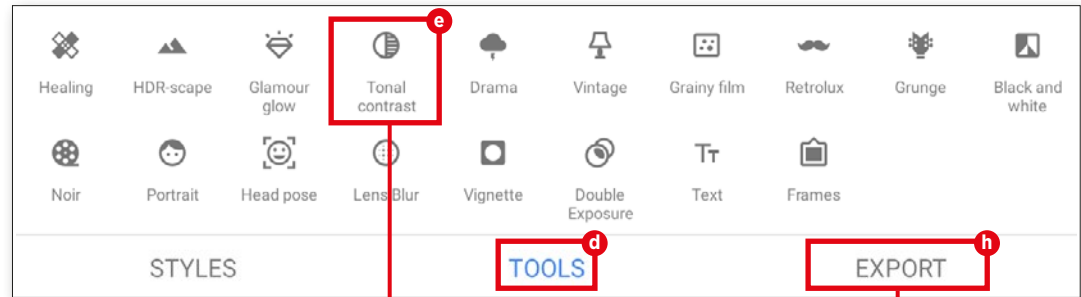 e
Healing HDR-scape Glamour glow Tonal contrast Drama Vintage Grainy film Retrolux Grunge Black and white
Noir Portrait Head pose Lens Blur Vignette Double Exposure Text Frames
d h
STYLES TOOLS EXPORT